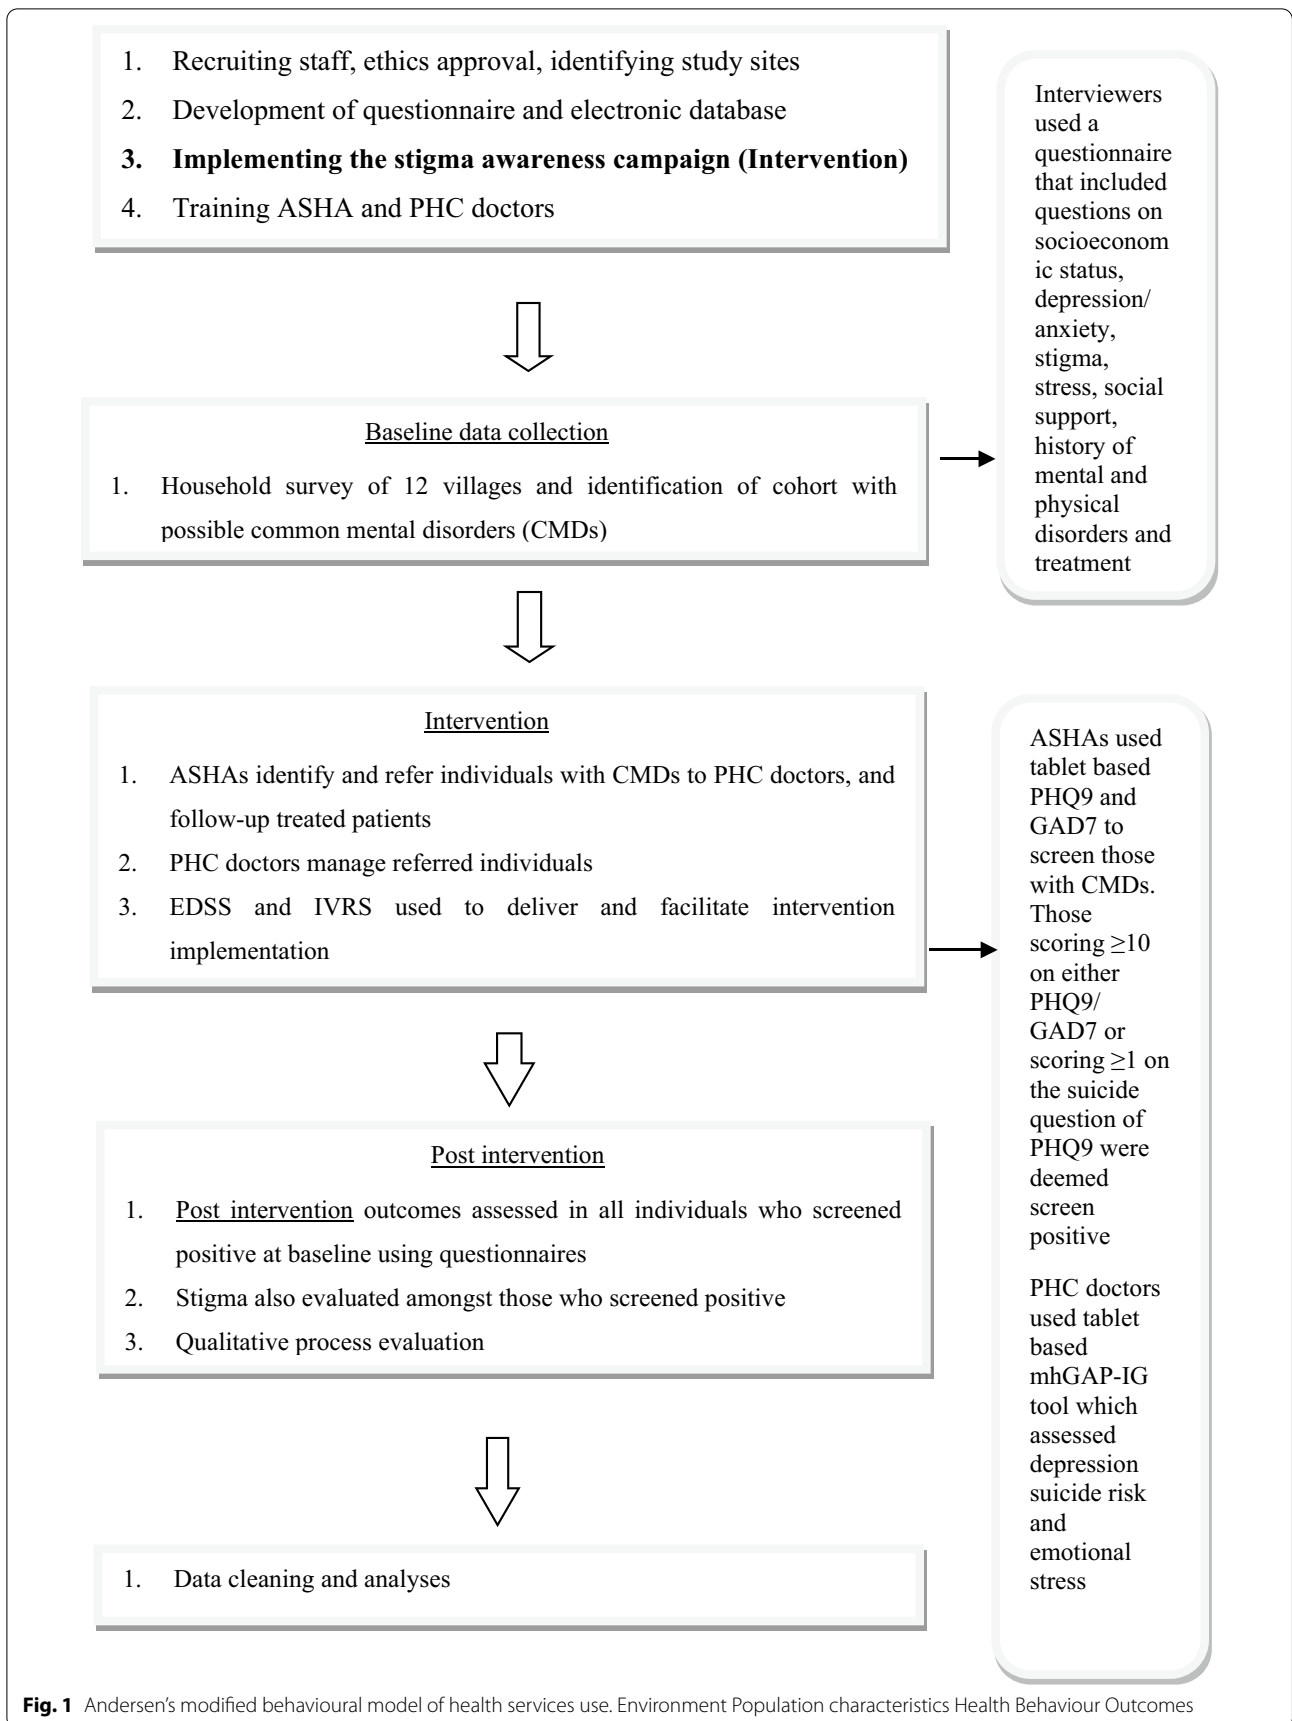 1. Recruiting staff, ethics approval, identifying study sites
2. Development of questionnaire and electronic database
3. Implementing the stigma awareness campaign (Intervention)
4. Training ASHA and PHC doctors
Interviewers
used a
questionnaire
that included
questions on
socioeconom
ic status,
depression/
anxiety,
stigma,
stress, social
support,
history of
mental and
physical
disorders and
treatment
Baseline data collection
1. Household survey of 12 villages and identification of cohort with
possible common mental disorders (CMDs)
Intervention
1. ASHAs identify and refer individuals with CMDs to PHC doctors, and
follow-up treated patients
2. PHC doctors manage referred individuals
3. EDSS and IVRS used to deliver and facilitate intervention
implementation
ASHAs used
tablet based
PHQ9 and
GAD7 to
screen those
with CMDs.
Those
scoring ≥10
on either
PHQ9/
GAD7 or
scoring ≥1 on
the suicide
question of
PHQ9 were
deemed
screen
positive
PHC doctors
used tablet
based
mhGAP-IG
tool which
assessed
depression
suicide risk
and
emotional
stress
Post intervention
1. Post intervention outcomes assessed in all individuals who screened
positive at baseline using questionnaires
2. Stigma also evaluated amongst those who screened positive
3. Qualitative process evaluation
1. Data cleaning and analyses
Fig. 1 Andersen's modified behavioural model of health services use. Environment Population characteristics Health Behaviour Outcomes